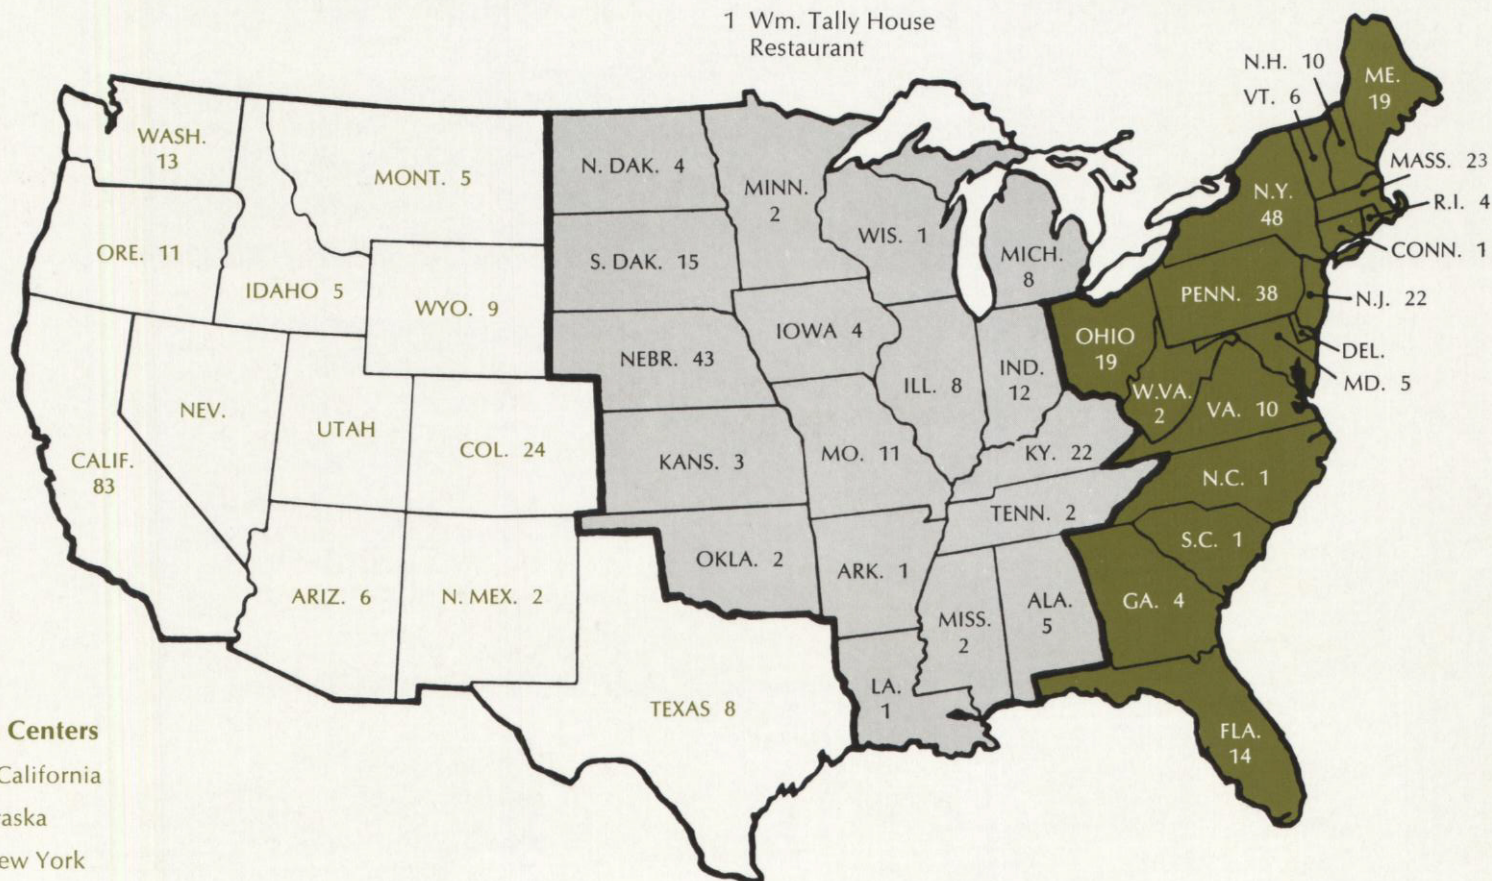 1 Wm. Tally House
Restaurant
N.H. 10
VT. 6
ME.
19
MASS. 23
R.I. 4
CONN. 1
N.Y.
48
N.J. 22
PENN. 38
DEL.
MD. 5
WASH.
13
MONT. 5
N. DAK. 4
MINN.
2
WIS. 1
MICH.
8
ORE. 11
IDAHO 5
WYO. 9
S. DAK. 15
IOWA 4
NEBR. 43
ILL. 8
IND.
12
OHIO
19
W.VA.
2
VA. 10
NEV.
UTAH
COL. 24
KANS. 3
MO. 11
KY. 22
CALIF.
83
N.C. 1
TENN. 2
S.C. 1
ARIZ. 6
N. MEX. 2
OKLA. 2
ARK. 1
MISS.
2
ALA.
5
GA. 4
LA.
1
TEXAS 8
FLA.
14
Centers
California
raska
ew York